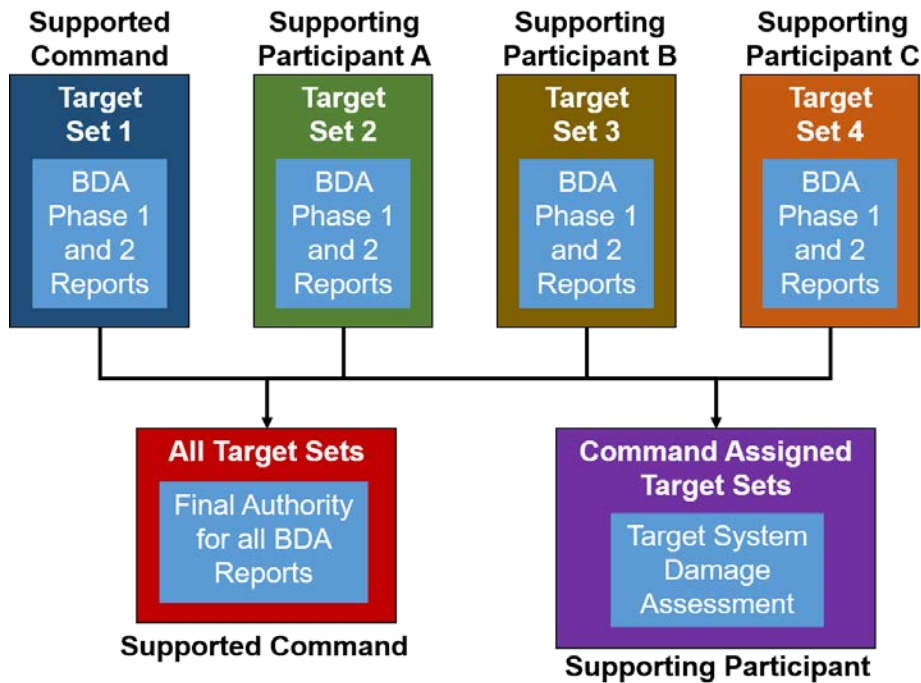 Supported
Command
Target
Set 1
BDA
Phase 1
and 2
Reports
Supporting
Participant A
Target
Set 2
BDA
Phase 1
and 2
Reports
Supporting
Participant B
Target
Set 3
BDA
Phase 1
and 2
Reports
Supporting
Participant C
Target
Set 4
BDA
Phase 1
and 2
Reports
All Target Sets
Final Authority
for all BDA
Reports
Supported Command
Command Assigned
Target Sets
Target System
Damage
Assessment
Supporting Participant